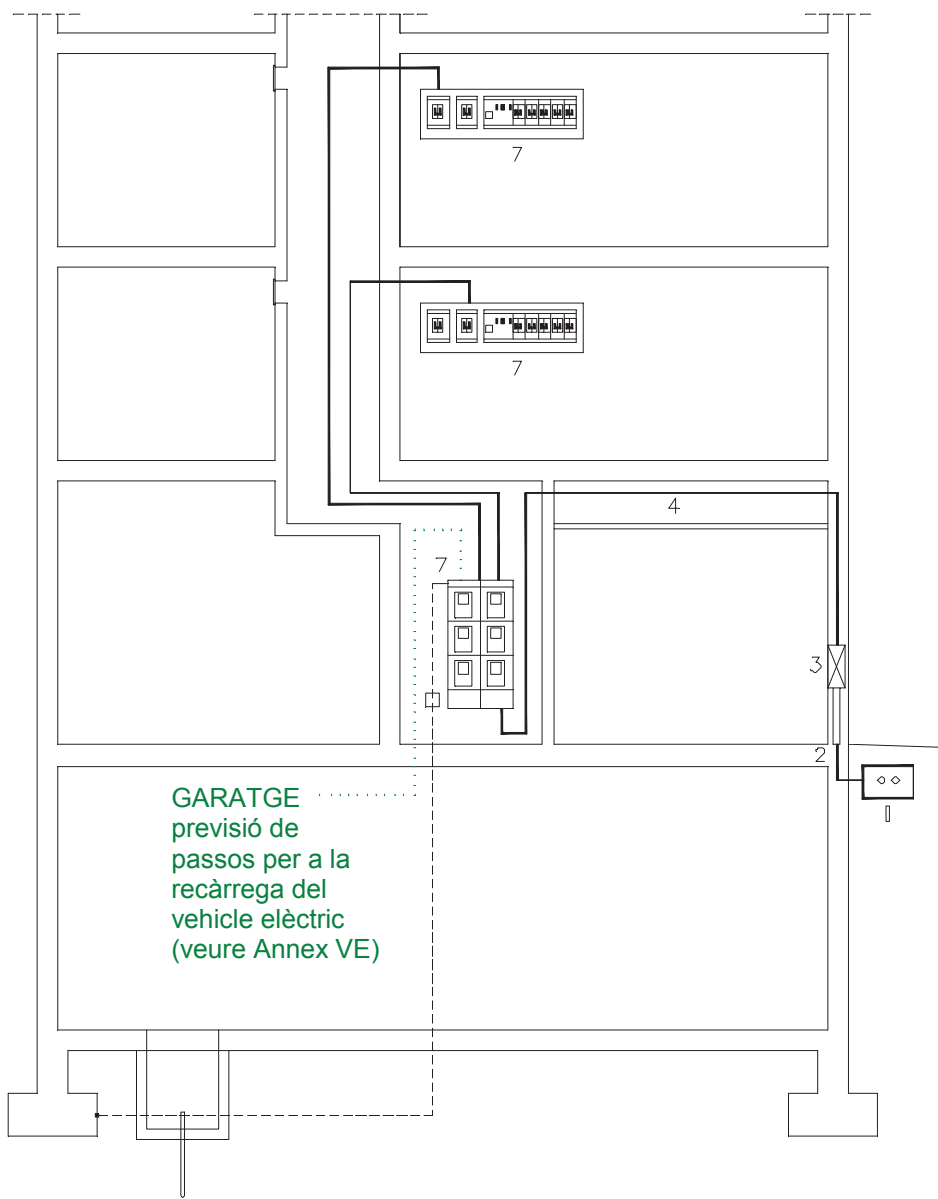 7
7
4
7
3
2
1
GARATGE
previsió de
passos per a la
recàrrega del
vehicle elèctric
(veure Annex VE)